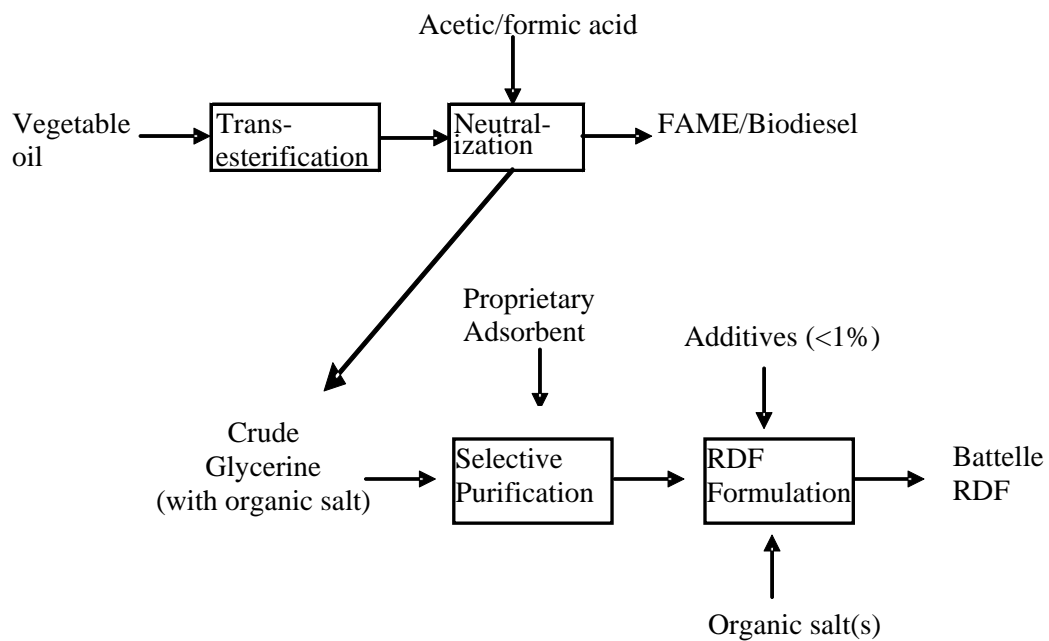 Acetic/formic acid
Vegetable
oil
Trans-
esterification
Neutral-
ization
FAME/Biodiesel
Proprietary
Adsorbent
Additives (<1%)
Crude
Glycerine
(with organic salt)
Selective
Purification
RDF
Formulation
Battelle
RDF
Organic salt(s)